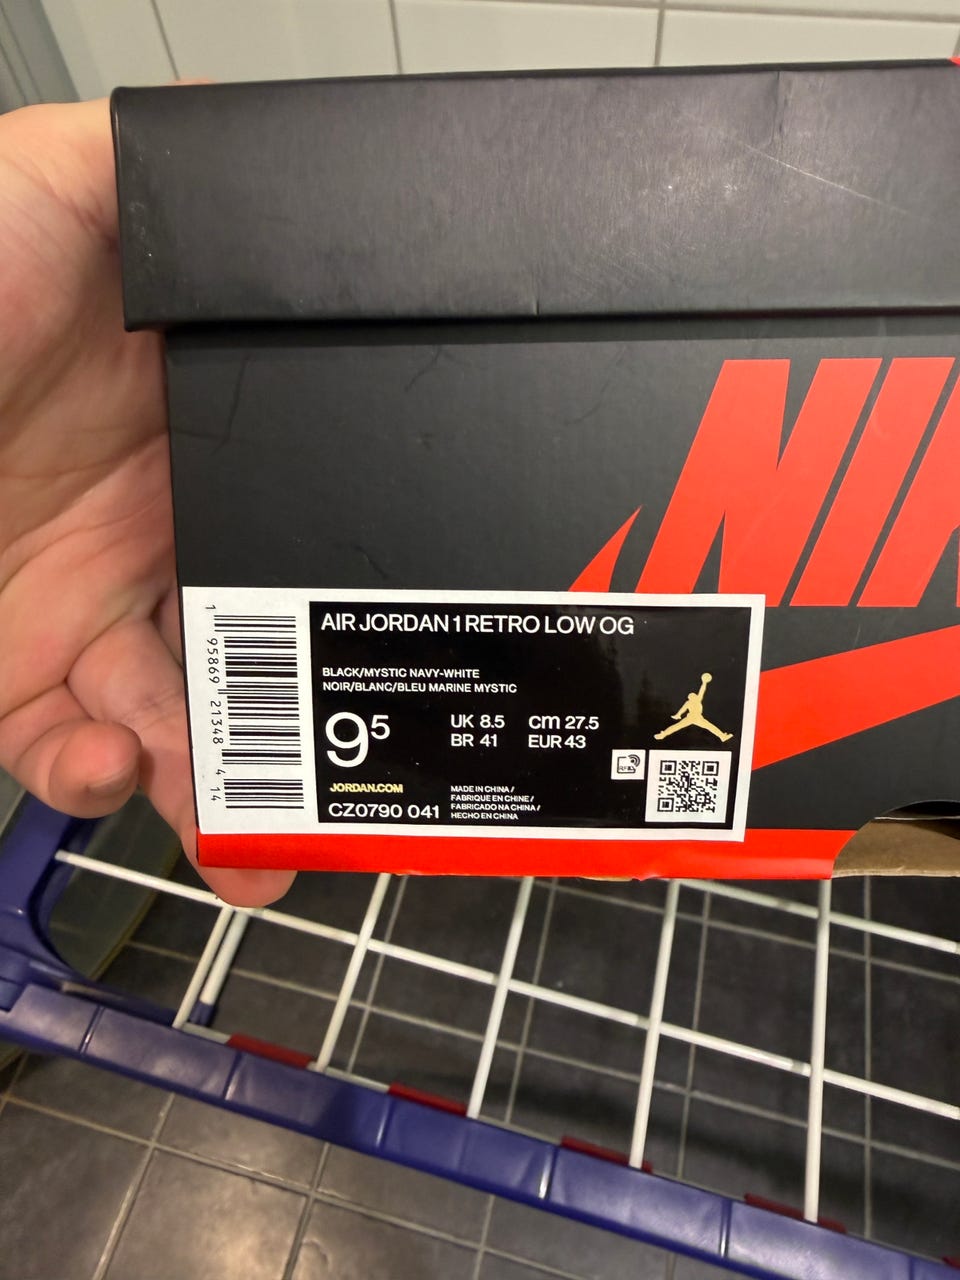 NIK
AIR JORDAN 1 RETRO LOW OG
BLACK/MYSTIC NAVY-WHITE
NOIR/BLANC/BLEU MARINE MYSTIC
9⁵
UK 8.5 cm 27.5
BR 41 EUR 43
JORDAN.COM
CZ0790 041
MADE IN CHINA /
FABRIQUE EN CHINE /
FABRICADO NA CHINA /
HECHO EN CHINA
RFID
1 95869 21348 4 14